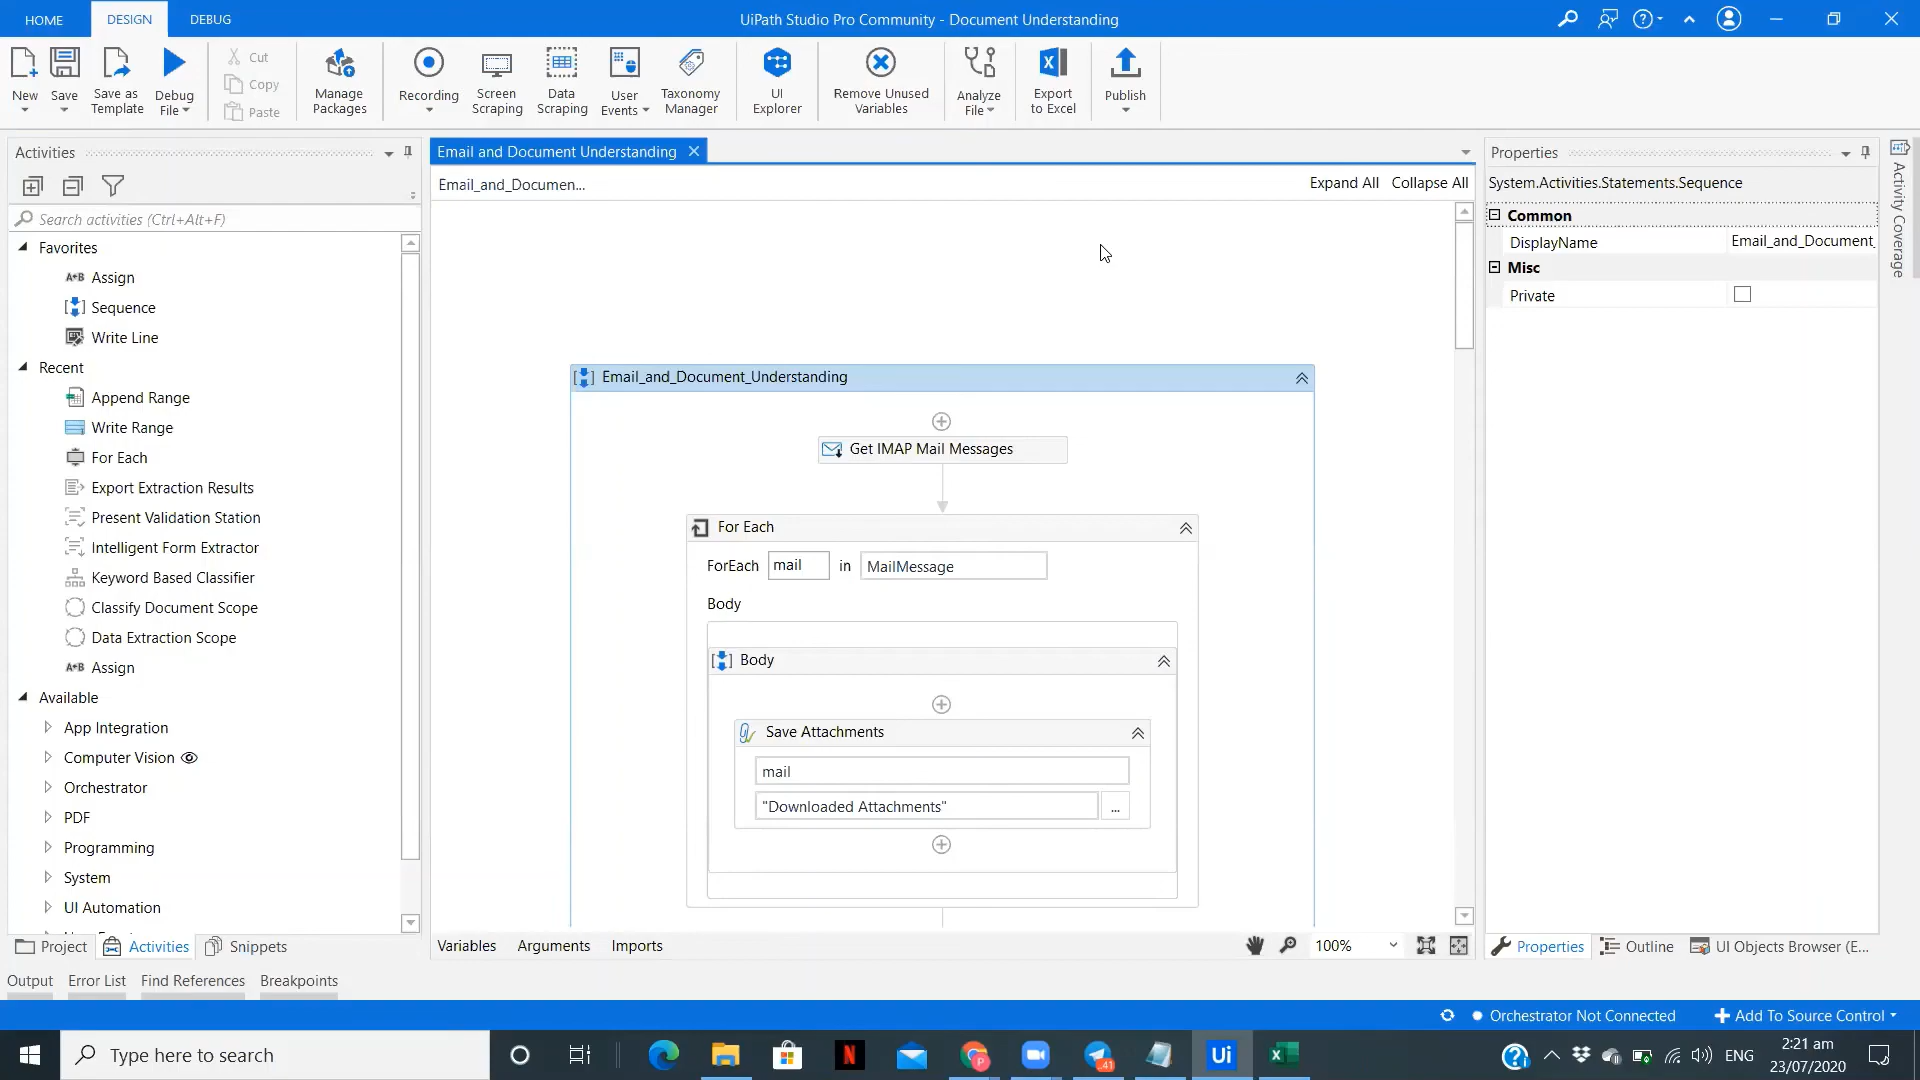 HOME
DESIGN
DEBUG
UiPath Studio Pro Community - Document Understanding
New
Save
Save as Template
Debug File
Cut
Copy
Paste
Manage Packages
Recording
Screen Scraping
Data Scraping
User Events
Taxonomy Manager
UI Explorer
Remove Unused Variables
Analyze File
Export to Excel
Publish
Activities
Search activities (Ctrl+Alt+F)
Favorites
Assign
Sequence
Write Line
Recent
Append Range
Write Range
For Each
Export Extraction Results
Present Validation Station
Intelligent Form Extractor
Keyword Based Classifier
Classify Document Scope
Data Extraction Scope
Assign
Available
App Integration
Computer Vision
Orchestrator
PDF
Programming
System
UI Automation
Project
Activities
Snippets
Email and Document Understanding
Email_and_Documen...
Expand All
Collapse All
Email_and_Document_Understanding
Get IMAP Mail Messages
For Each
ForEach mail in MailMessage
Body
Body
Save Attachments
mail
"Downloaded Attachments"
...
Variables
Arguments
Imports
100%
Properties
System.Activities.Statements.Sequence
Common
DisplayName Email_and_Document_
Misc
Private
Activity Coverage
Properties
Outline
UI Objects Browser (E...
Output
Error List
Find References
Breakpoints
Orchestrator Not Connected
Add To Source Control
Type here to search
N
P
41
Ui
ENG
2:21 am
23/07/2020